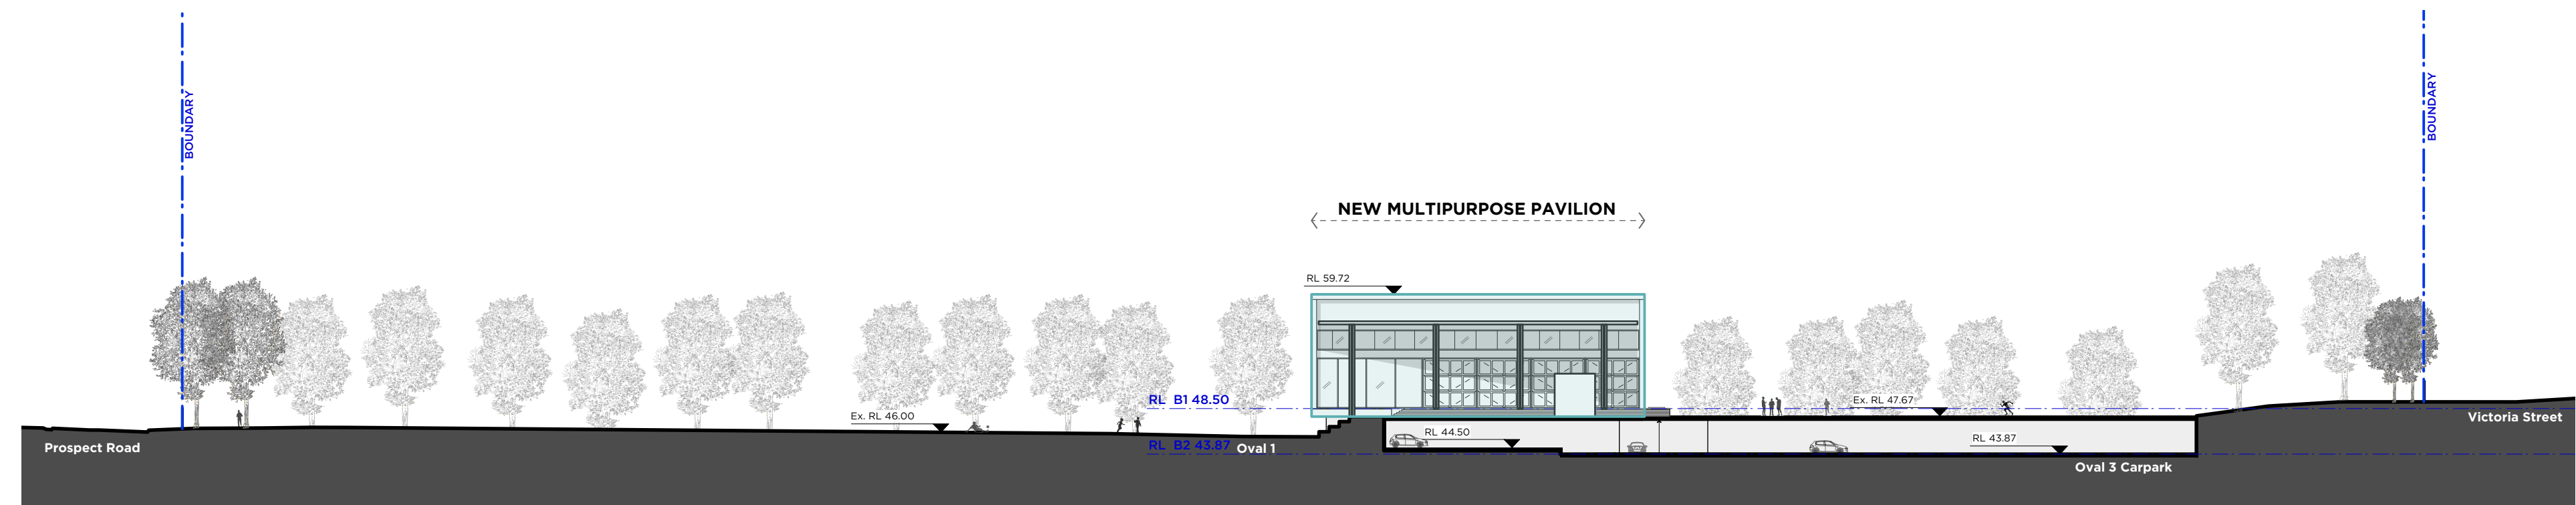 BOUNDARY
BOUNDARY
NEW MULTIPURPOSE PAVILION
RL 59.72
RL B1 48.50
Ex. RL 47.67
Ex. RL 46.00
Victoria Street
RL 44.50
RL 43.87
Prospect Road
RL B2 43.87
Oval 1
Oval 3 Carpark